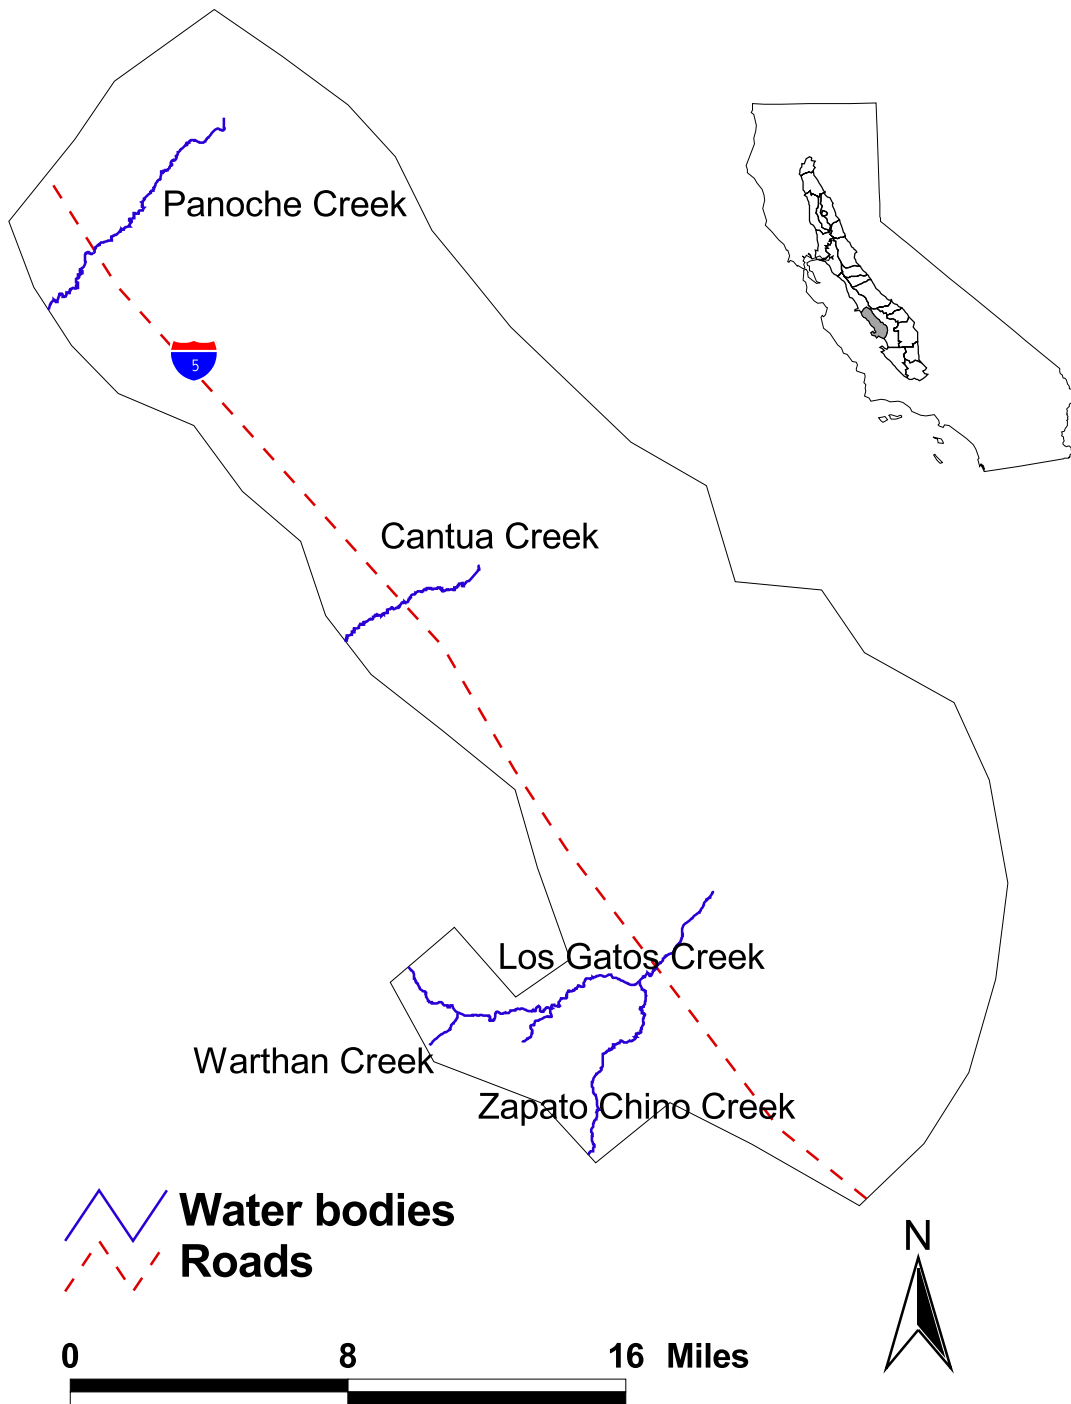 Panoche Creek
5
Cantua Creek
Los Gatos Creek
Warthan Creek
Zapato Chino Creek
Water bodies
Roads
N
0 8 16 Miles